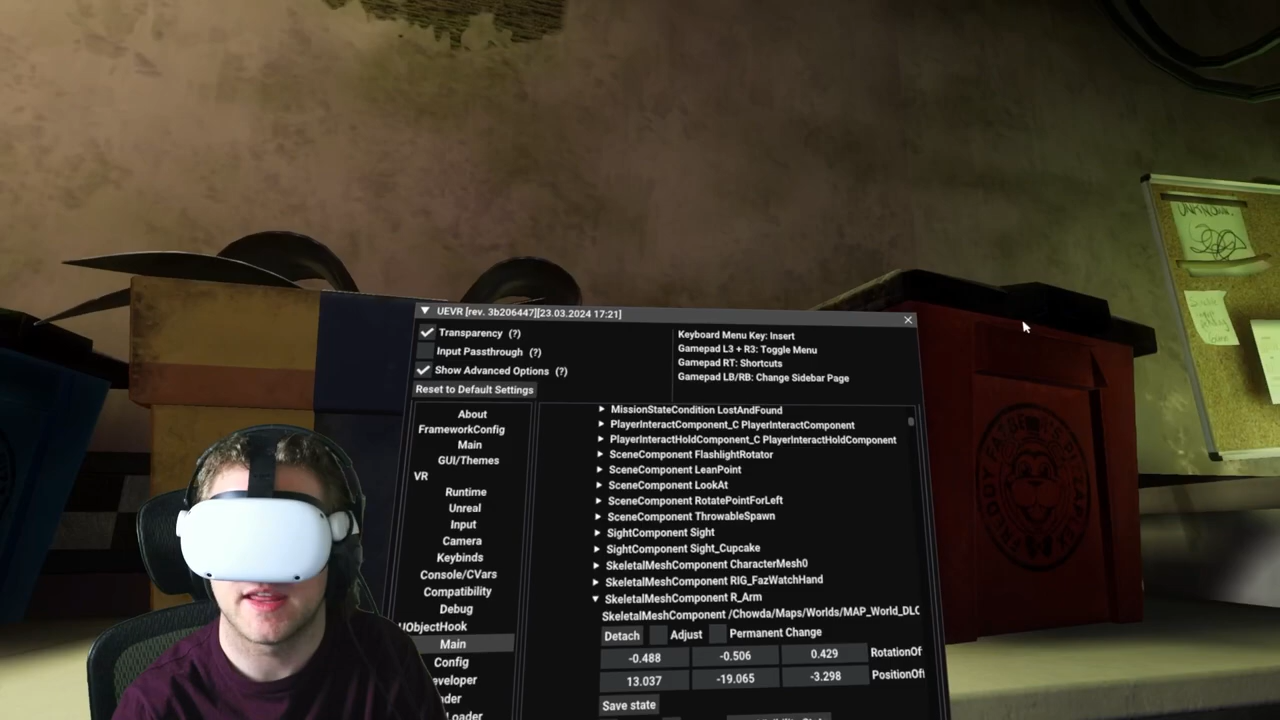 UEVR [rev. 3b206447][23.03.2024 17:21]
Transparency (?)
Input Passthrough (?)
Show Advanced Options (?)
Reset to Default Settings
Keyboard Menu Key: Insert
Gamepad L3 + R3: Toggle Menu
Gamepad RT: Shortcuts
Gamepad LB/RB: Change Sidebar Page
About
FrameworkConfig
Main
GUI/Themes
VR
Runtime
Unreal
Input
Camera
Keybinds
Console/CVars
Compatibility
Debug
UObjectHook
Main
Config
eveloper
Loader
MissionStateCondition LostAndFound
PlayerInteractComponent_C PlayerInteractComponent
PlayerInteractHoldComponent_C PlayerInteractHoldComponent
SceneComponent FlashlightRotator
SceneComponent LeanPoint
SceneComponent LookAt
SceneComponent RotatePointForLeft
SceneComponent ThrowableSpawn
SightComponent Sight
SightComponent Sight_Cupcake
SkeletalMeshComponent CharacterMesh0
SkeletalMeshComponent RIG_FazWatchHand
SkeletalMeshComponent R_Arm
SkeletalMeshComponent /Chowda/Maps/Worlds/MAP_World_DLC
Detach Adjust Permanent Change
-0.488 -0.506 0.429 RotationOf
13.037 -19.065 -3.298 PositionOf
Save state